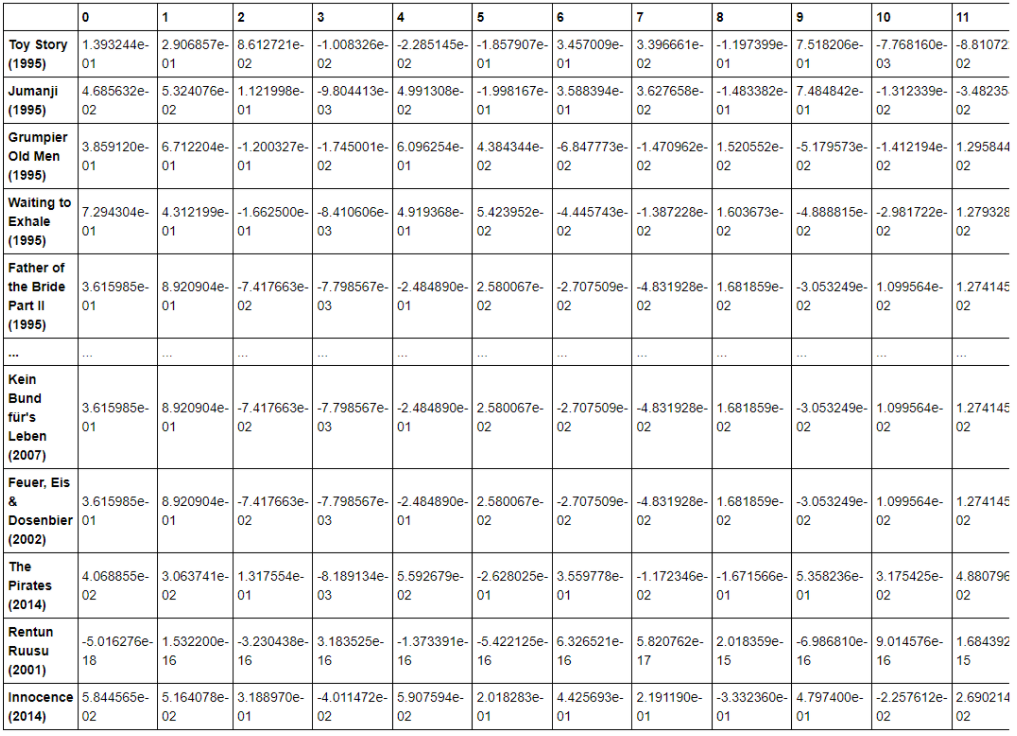 0 1 2 3 4 5 6 7 8 9 10 11
Toy Story 1.393244e- 2.906857e- 8.612721e- -1.008326e- -2.285145e- -1.857907e- 3.457009e- 3.396661e- -1.197399e- 7.518206e- -7.768160e- -8.81072
(1995) 01 01 02 02 02 01 01 02 01 01 03 02
Jumanji 4.685632e- 5.324076e- 1.121998e- -9.804413e- 4.991308e- -1.998167e- 3.588394e- 3.627658e- -1.483382e- 7.484842e- -1.312339e- -3.48235
(1995) 02 02 01 03 02 01 01 02 01 01 02 02
Grumpier
Old Men
(1995)
3.859120e- 6.712204e- -1.200327e- -1.745001e- 6.096254e- 4.384344e- -6.847773e- -1.470962e- 1.520552e- -5.179573e- -1.412194e- 1.295844
01 01 01 02 01 02 02 02 02 02 02 02
Waiting to
Exhale
(1995)
7.294304e- 4.312199e- -1.662500e- -8.410606e- 4.919368e- 5.423952e- -4.445743e- -1.387228e- 1.603673e- -4.888815e- -2.981722e- 1.279328
01 01 01 03 01 02 02 02 02 02 02 02
Father of
the Bride 3.615985e- 8.920904e- -7.417663e- -7.798567e- -2.484890e- 2.580067e- -2.707509e- -4.831928e- 1.681859e- -3.053249e- 1.099564e- 1.274145
Part II 01 01 02 03 01 02 02 02 02 02 02 02
(1995)
... ... ... ... ... ... ... ... ... ... ... ... ...
Kein
Bund
für's
Leben
(2007)
3.615985e- 8.920904e- -7.417663e- -7.798567e- -2.484890e- 2.580067e- -2.707509e- -4.831928e- 1.681859e- -3.053249e- 1.099564e- 1.274145
01 01 02 03 01 02 02 02 02 02 02 02
Feuer, Eis
& 3.615985e- 8.920904e- -7.417663e- -7.798567e- -2.484890e- 2.580067e- -2.707509e- -4.831928e- 1.681859e- -3.053249e- 1.099564e- 1.274145
Dosenbier 01 01 02 03 01 02 02 02 02 02 02 02
(2002)
The
Pirates
(2014)
4.068855e- 3.063741e- 1.317554e- -8.189134e- 5.592679e- -2.628025e- 3.559778e- -1.172346e- -1.671566e- 5.358236e- 3.175425e- 4.880796
02 02 01 03 02 01 01 02 01 01 02 02
Rentun
Ruusu
(2001)
-5.016276e- 1.532200e- -3.230438e- 3.183525e- -1.373391e- -5.422125e- 6.326521e- 5.820762e- 2.018359e- -6.986810e- 9.014576e- 1.684392
18 16 16 16 16 16 16 17 15 16 16 15
Innocence 5.844565e- 5.164078e- 3.188970e- -4.011472e- 5.907594e- 2.018283e- 4.425693e- 2.191190e- -3.332360e- 4.797400e- -2.257612e- 2.690214
(2014) 02 02 01 02 02 01 01 01 01 01 02 02